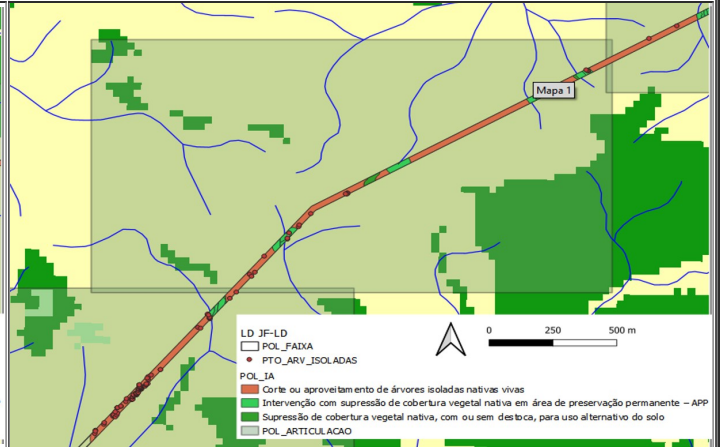 Mapa 1
LD JF-LD
POL_FAIXA
PTO_ARV_ISOLADAS
POL_IA
Corte ou aproveitamento de árvores isoladas nativas vivas
Intervenção com supressão de cobertura vegetal nativa em área de preservação permanente – APP
Supressão de cobertura vegetal nativa, com ou sem destoca, para uso alternativo do solo
POL_ARTICULACAO
0 250 500 m